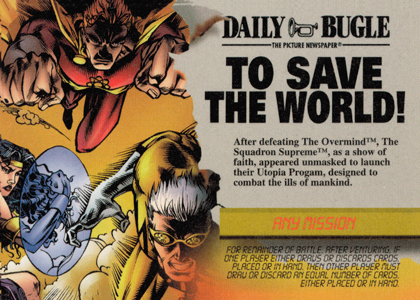 DAILY BUGLE
THE PICTURE NEWSPAPER®
TO SAVE
THE WORLD!
After defeating The Overmind™, The
Squadron Supreme™, as a show of
faith, appeared unmasked to launch
their Utopia Progam, designed to
combat the ills of mankind.
ANY MISSION
FOR REMAINDER OF BATTLE, AFTER VENTURING, IF
ONE PLAYER EITHER DRAWS OR DISCARDS CARDS,
PLACED OR IN HAND, THEN OTHER PLAYER MUST
DRAW OR DISCARD AN EQUAL NUMBER OF CARDS,
EITHER PLACED OR IN HAND.